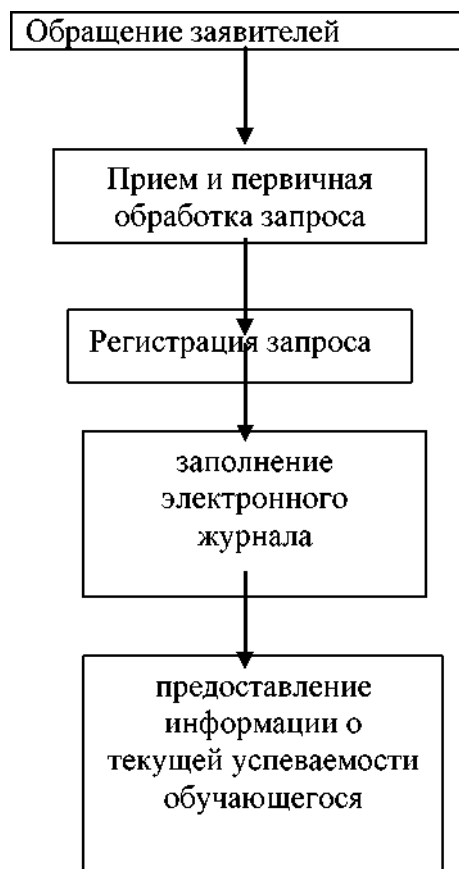 Обращение заявителей
Прием и первичная
обработка запроса
Регистрация запроса
заполнение
электронного
журнала
предоставление
информации о
текущей успеваемости
обучающегося